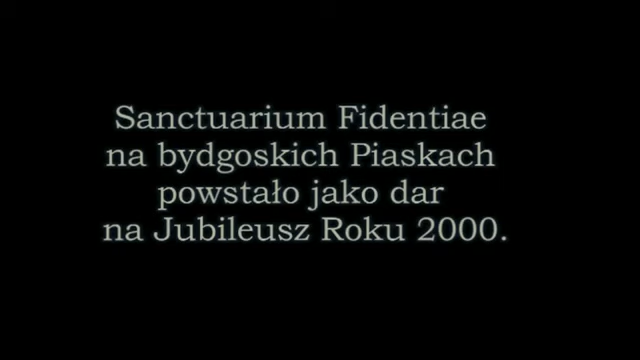 Sanctuarium Fidentiae
na bydgoskich Piaskach
powstało jako dar
na Jubileusz Roku 2000.